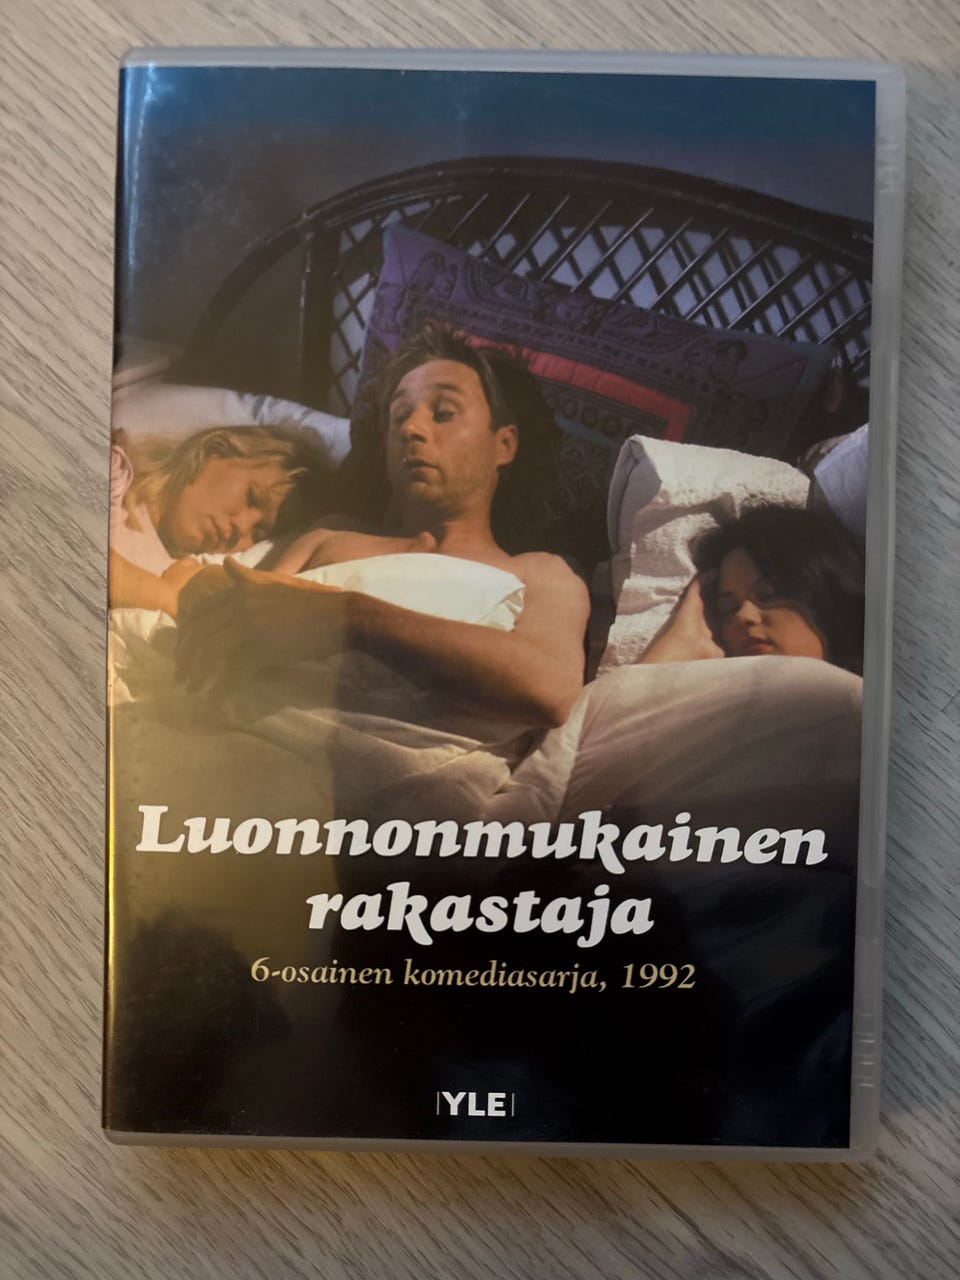 Luonnonmukainen
rakastaja
6-osainen komediasarja, 1992
|YLE|